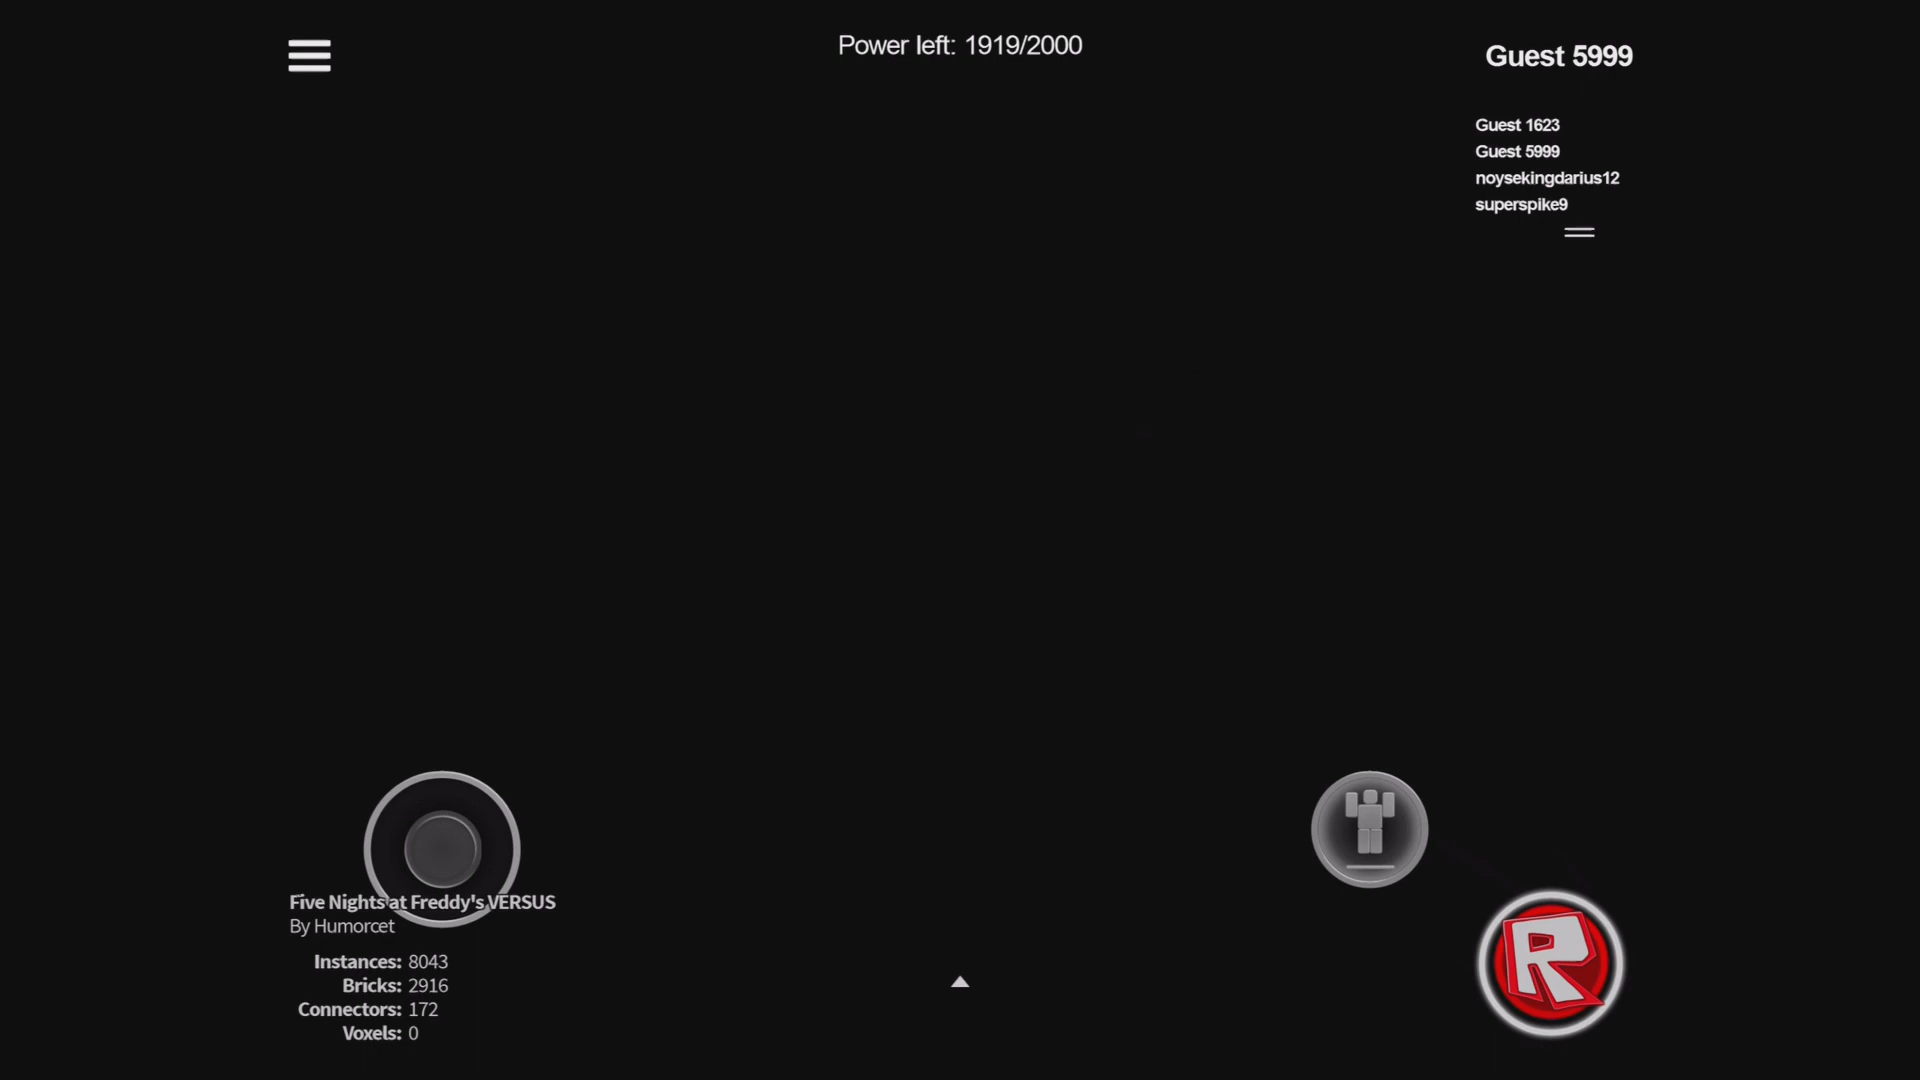 Power left: 1919/2000
Guest 5999
Guest 1623
Guest 5999
noysekingdarius12
superspike9
Five Nights at Freddy's VERSUS
By Humorcet
Instances: 8043
Bricks: 2916
Connectors: 172
Voxels: 0
R